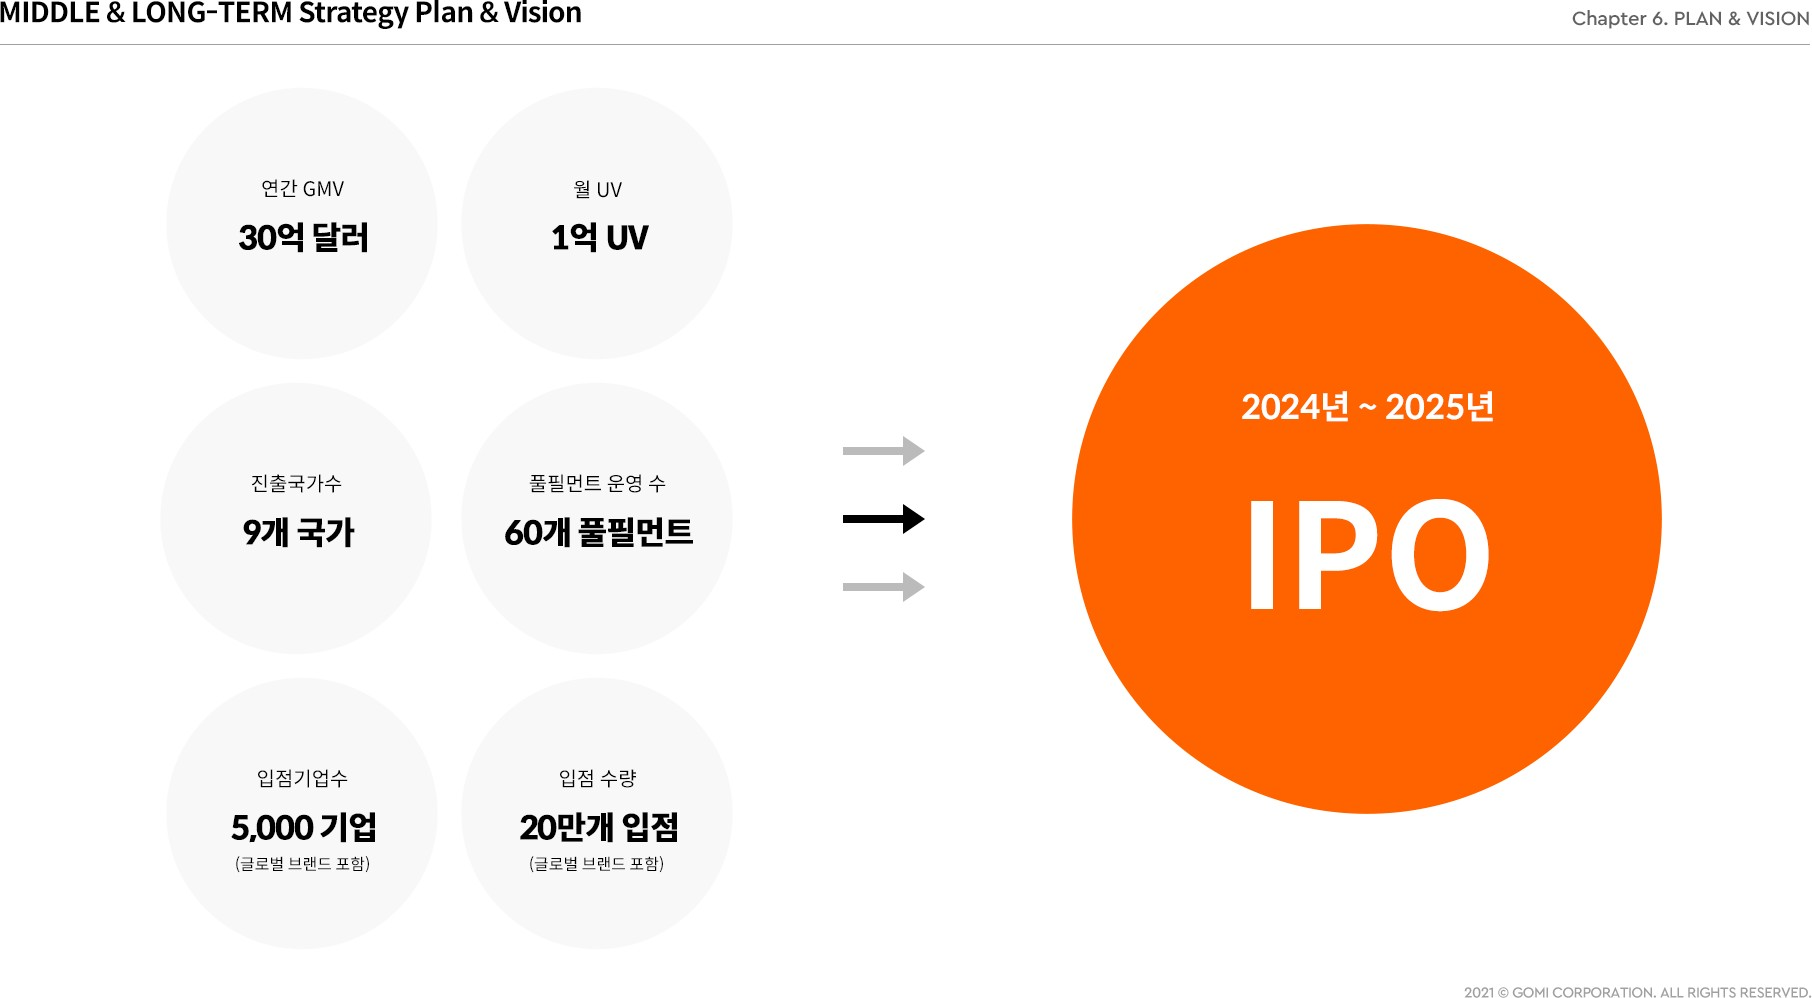 MIDDLE & LONG-TERM Strategy Plan & Vision
Chapter 6. PLAN & VISION
연간 GMV
30억 달러
월 UV
1억 UV
진출국가수
9개 국가
풀필먼트 운영 수
60개 풀필먼트
입점기업수
5,000 기업
(글로벌 브랜드 포함)
입점 수량
20만개 입점
(글로벌 브랜드 포함)
2024년 ~ 2025년
IPO
2021 © GOMI CORPORATION. ALL RIGHTS RESERVED.